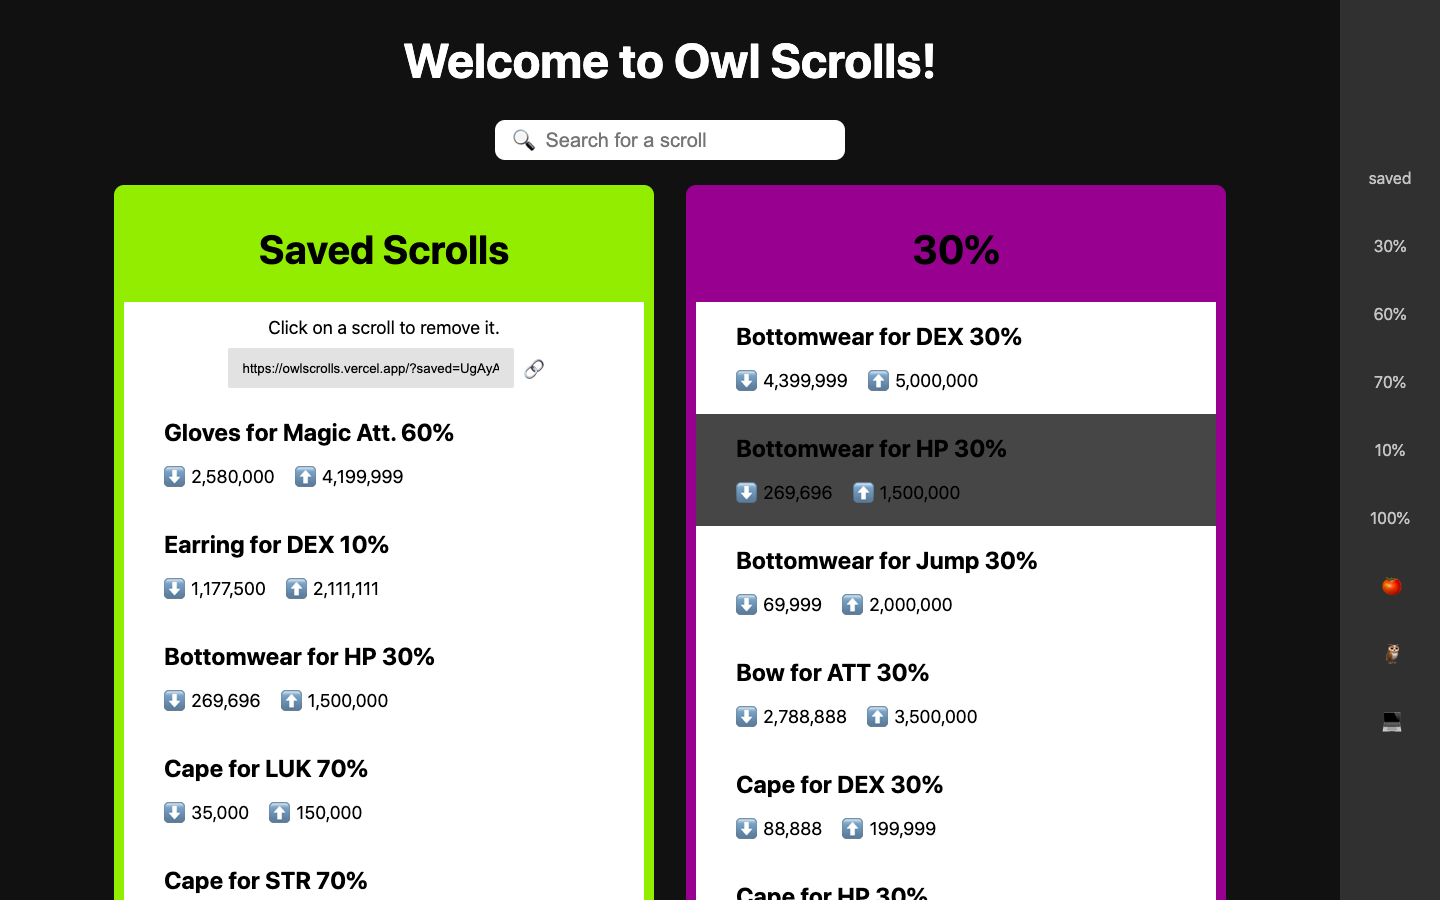 Welcome to Owl Scrolls!
🔍 Search for a scroll
Saved Scrolls
Click on a scroll to remove it.
https://owlscrolls.vercel.app/?saved=UgAyA
Gloves for Magic Att. 60%
2,580,000 4,199,999
Earring for DEX 10%
1,177,500 2,111,111
Bottomwear for HP 30%
269,696 1,500,000
Cape for LUK 70%
35,000 150,000
Cape for STR 70%
30%
Bottomwear for DEX 30%
4,399,999 5,000,000
Bottomwear for HP 30%
269,696 1,500,000
Bottomwear for Jump 30%
69,999 2,000,000
Bow for ATT 30%
2,788,888 3,500,000
Cape for DEX 30%
88,888 199,999
Cape for HP 30%
saved
30%
60%
70%
10%
100%